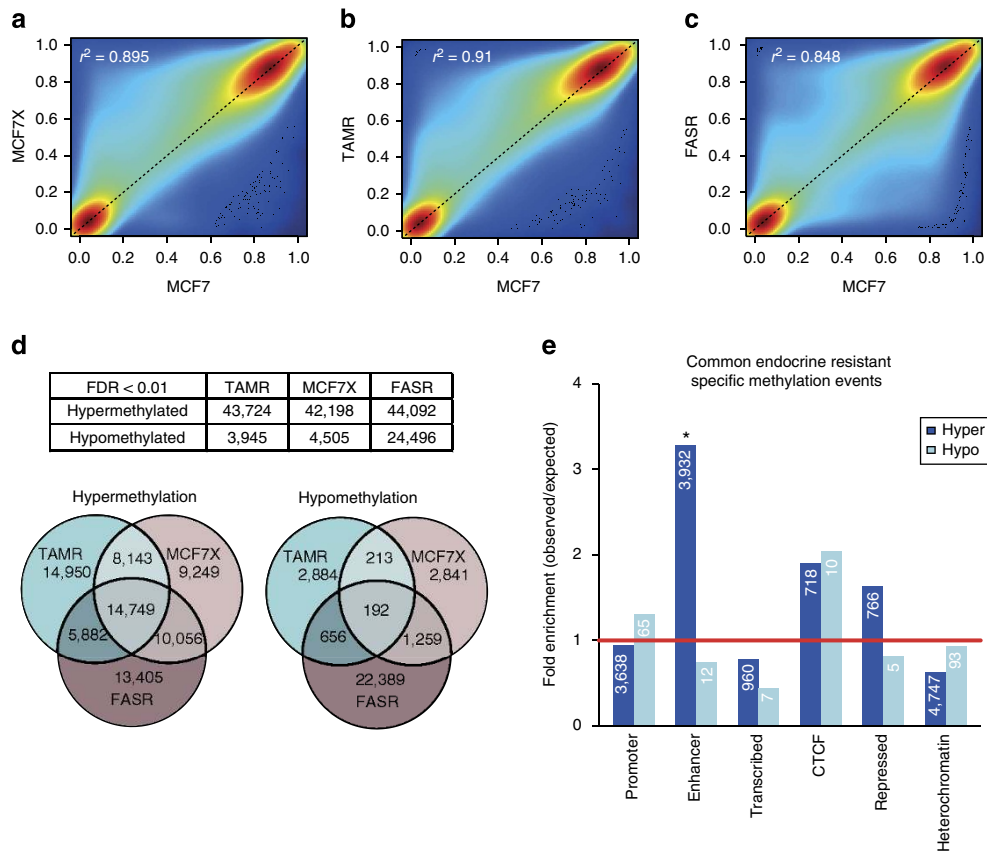 a
r² = 0.895
MCF7X
1.0
0.8
0.6
0.4
0.2
0.0
0.0 0.2 0.4 0.6 0.8 1.0
MCF7
b
r² = 0.91
TAMR
1.0
0.8
0.6
0.4
0.2
0.0
0.0 0.2 0.4 0.6 0.8 1.0
MCF7
c
r² = 0.848
FASR
1.0
0.8
0.6
0.4
0.2
0.0
0.0 0.2 0.4 0.6 0.8 1.0
MCF7
d
FDR < 0.01 TAMR MCF7X FASR
Hypermethylated 43,724 42,198 44,092
Hypomethylated 3,945 4,505 24,496
Hypermethylation
TAMR
14,950
8,143
MCF7X
9,249
14,749
5,882
10,056
13,405
FASR
Hypomethylation
TAMR
2,884
213
MCF7X
2,841
192
656
1,259
22,389
FASR
e
Common endocrine resistant
specific methylation events
Fold enrichment (observed/expected)
4
3
2
1
0
Hyper
Hypo
*
3,638
65
3,932
12
960
7
718
10
766
5
4,747
93
Promoter
Enhancer
Transcribed
CTCF
Repressed
Heterochromatin